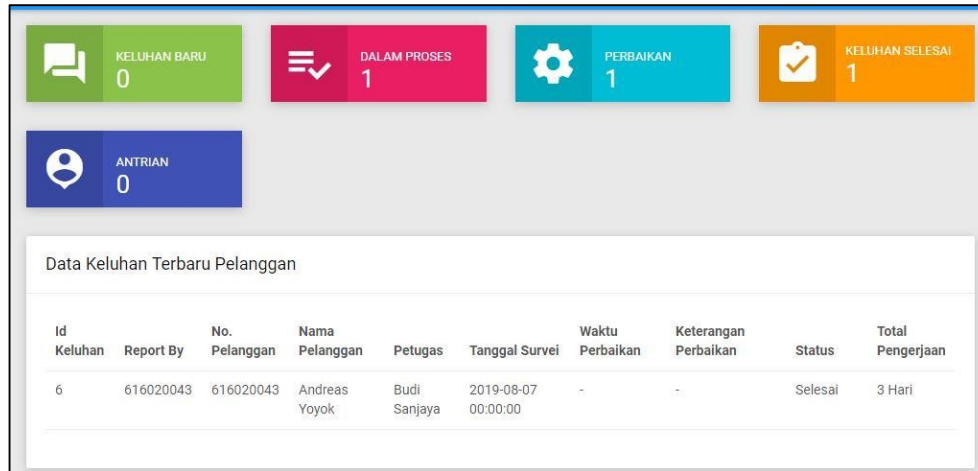 KELUHAN BARU
0
DALAM PROSES
1
PERBAIKAN
1
KELUHAN SELESAI
1
ANTRIAN
0
Data Keluhan Terbaru Pelanggan
Id Keluhan Report By No. Pelanggan Nama Pelanggan Petugas Tanggal Survei Waktu Perbaikan Keterangan Perbaikan Status Total Pengerjaan
6 616020043 616020043 Andreas Yoyok Budi Sanjaya 2019-08-07 00:00:00 - - Selesai 3 Hari